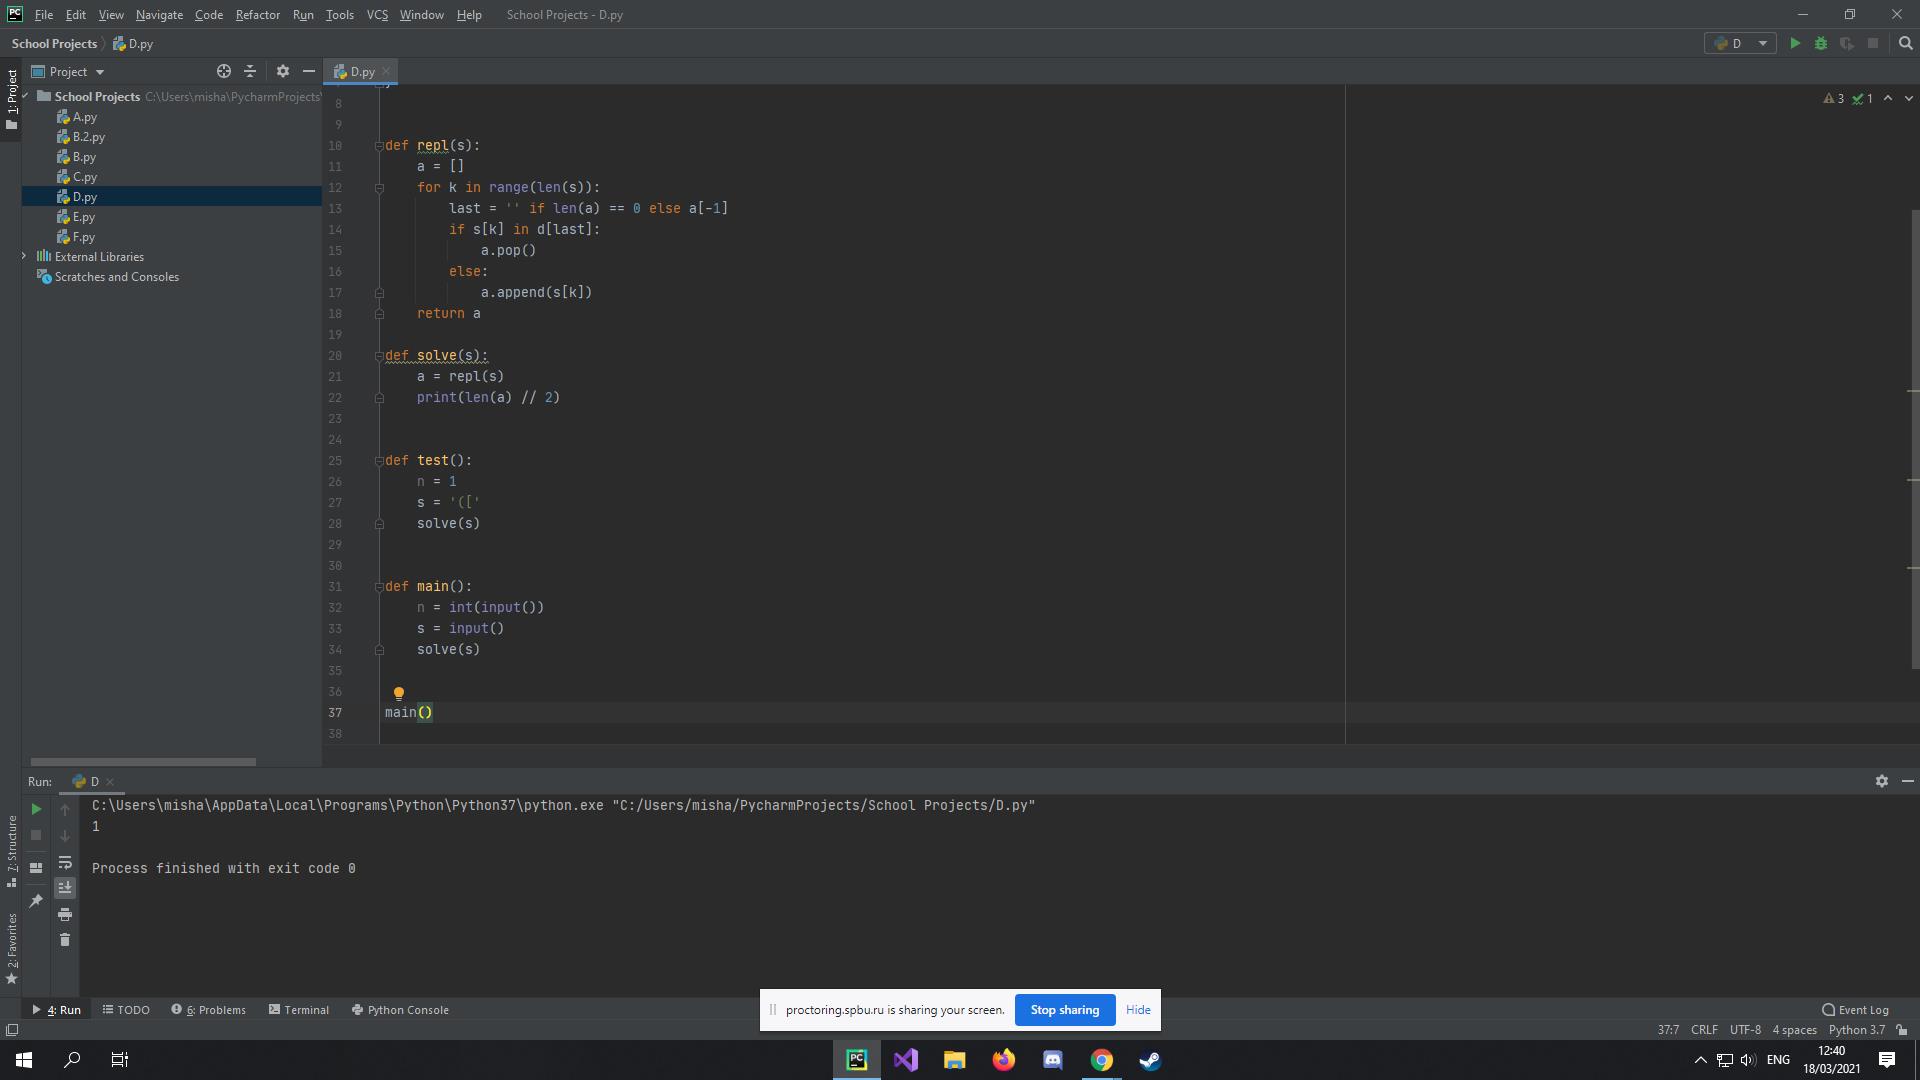 File Edit View Navigate Code Refactor Run Tools VCS Window Help School Projects - D.py
School Projects D.py D
1: Project Project D.py
School Projects C:\Users\misha\PycharmProjects\
A.py
B.2.py
B.py
C.py
D.py
E.py
F.py
External Libraries
Scratches and Consoles
3 1
8
9
10 def repl(s):
11 a = []
12 for k in range(len(s)):
13 last = '' if len(a) == 0 else a[-1]
14 if s[k] in d[last]:
15 a.pop()
16 else:
17 a.append(s[k])
18 return a
19
20 def solve(s):
21 a = repl(s)
22 print(len(a) // 2)
23
24
25 def test():
26 n = 1
27 s = '(['
28 solve(s)
29
30
31 def main():
32 n = int(input())
33 s = input()
34 solve(s)
35
36
37 main()
38
Run: D
C:\Users\misha\AppData\Local\Programs\Python\Python37\python.exe "C:/Users/misha/PycharmProjects/School Projects/D.py"
1
Process finished with exit code 0
7: Structure
2: Favorites
proctoring.spbu.ru is sharing your screen. Stop sharing Hide
4: Run TODO 6: Problems Terminal Python Console Event Log
37:7 CRLF UTF-8 4 spaces Python 3.7
ENG 12:40
18/03/2021